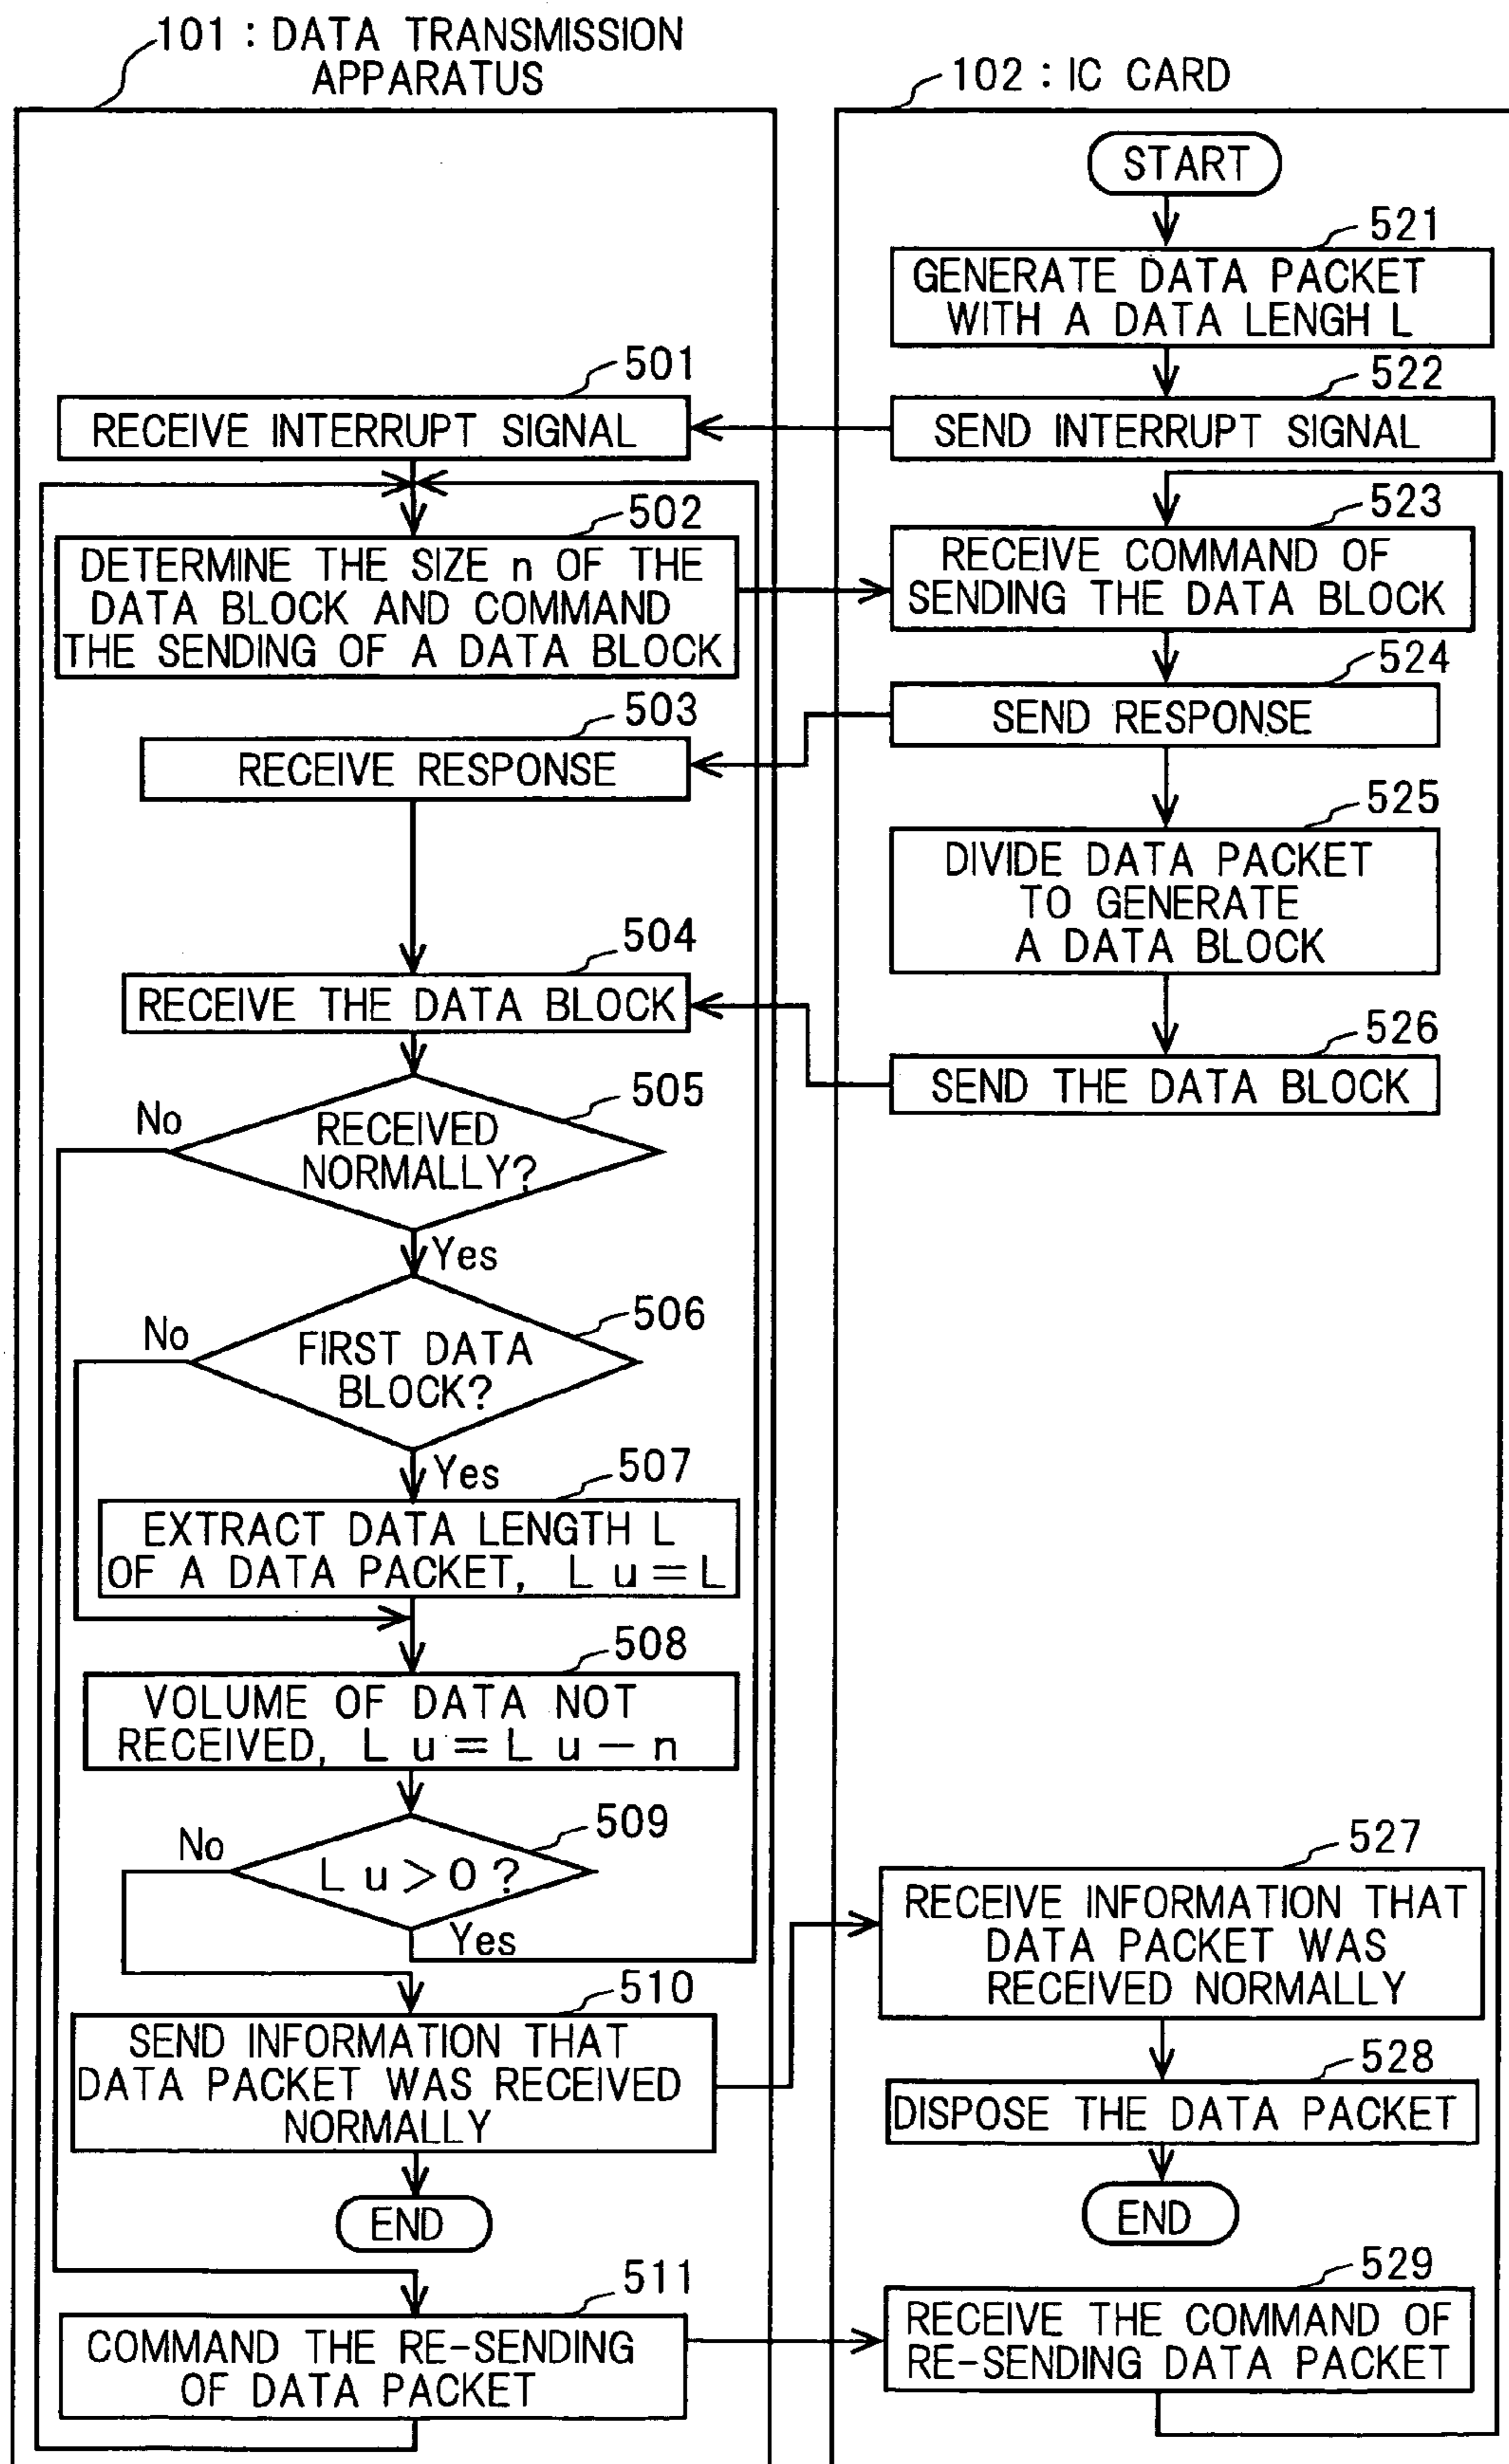 101 : DATA TRANSMISSION
APPARATUS
102 : IC CARD
START
521
GENERATE DATA PACKET
WITH A DATA LENGH L
522
SEND INTERRUPT SIGNAL
501
RECEIVE INTERRUPT SIGNAL
502
DETERMINE THE SIZE n OF THE
DATA BLOCK AND COMMAND
THE SENDING OF A DATA BLOCK
523
RECEIVE COMMAND OF
SENDING THE DATA BLOCK
524
SEND RESPONSE
503
RECEIVE RESPONSE
525
DIVIDE DATA PACKET
TO GENERATE
A DATA BLOCK
504
RECEIVE THE DATA BLOCK
526
SEND THE DATA BLOCK
505
No
RECEIVED
NORMALLY?
Yes
506
No
FIRST DATA
BLOCK?
Yes
507
EXTRACT DATA LENGTH L
OF A DATA PACKET, L u = L
508
VOLUME OF DATA NOT
RECEIVED, L u = L u − n
509
No
L u > 0 ?
Yes
527
RECEIVE INFORMATION THAT
DATA PACKET WAS
RECEIVED NORMALLY
510
SEND INFORMATION THAT
DATA PACKET WAS RECEIVED
NORMALLY
528
DISPOSE THE DATA PACKET
END
END
511
COMMAND THE RE-SENDING
OF DATA PACKET
529
RECEIVE THE COMMAND OF
RE-SENDING DATA PACKET